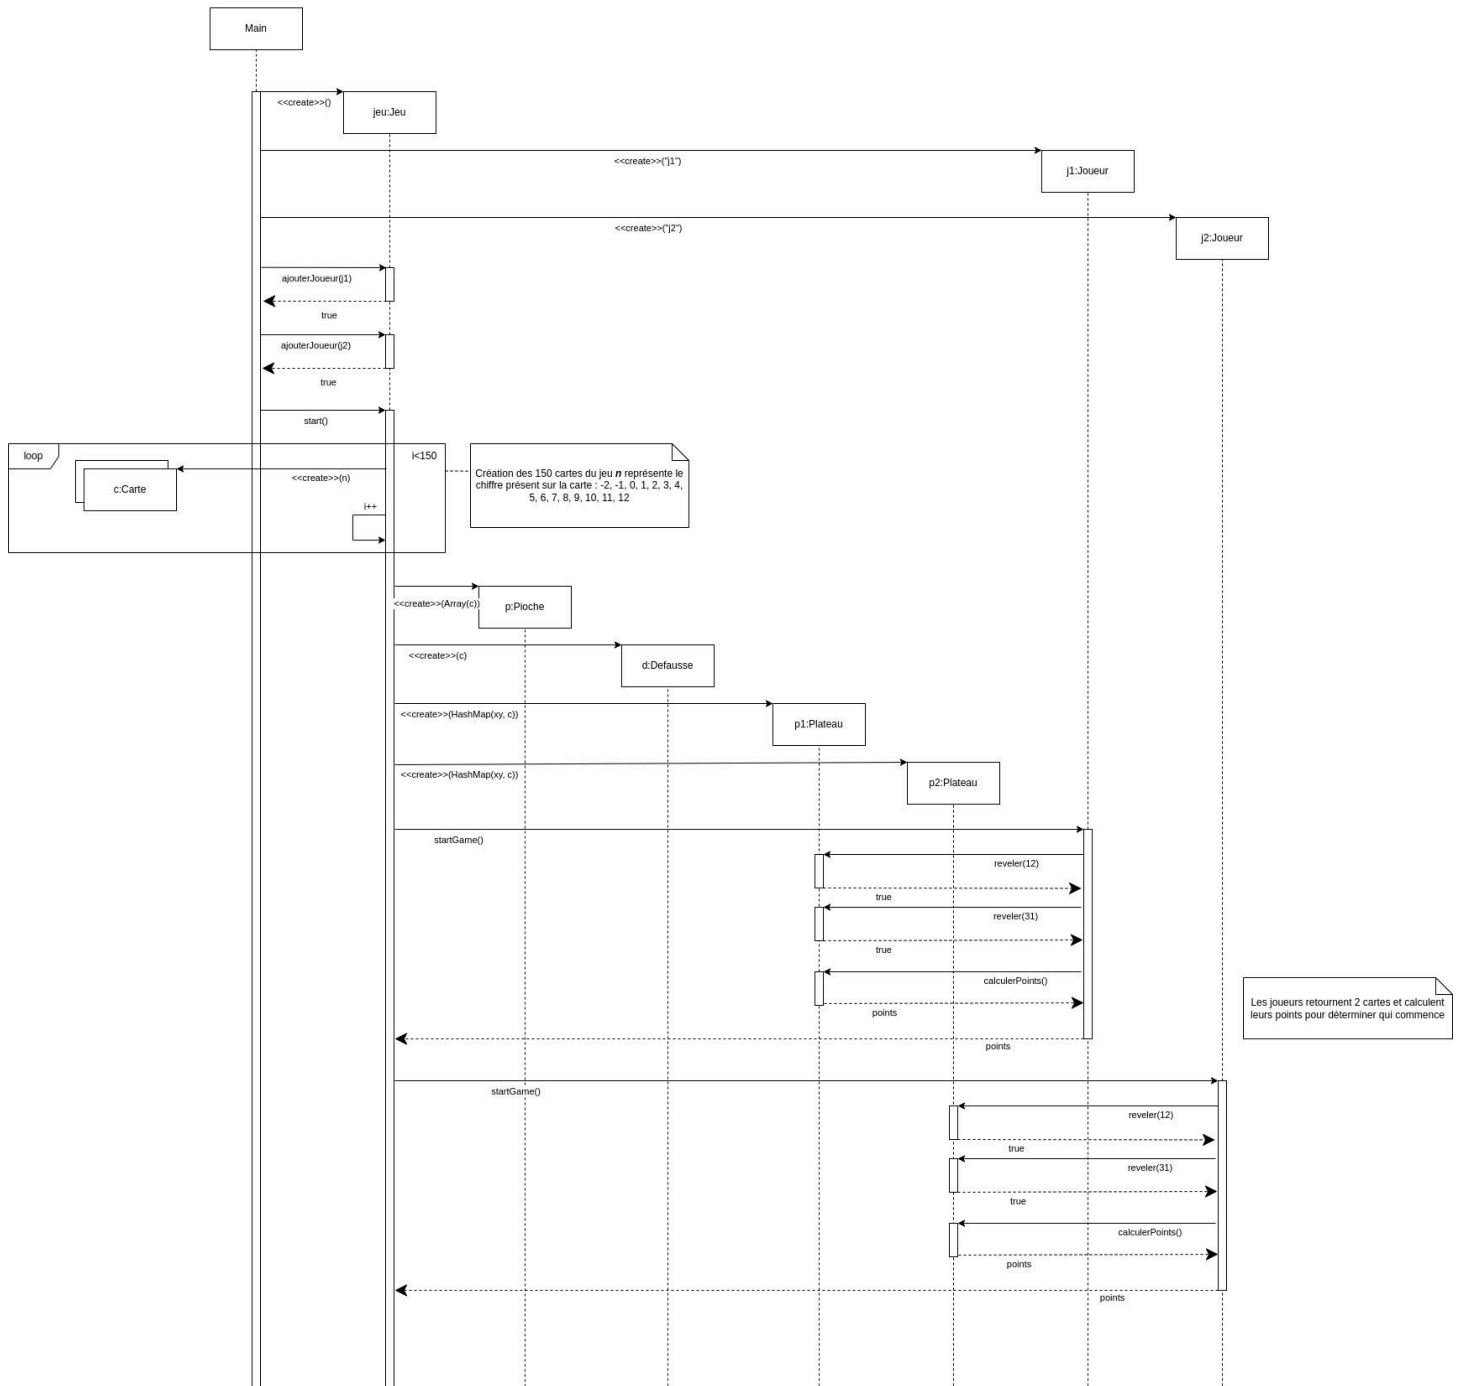 Main
<<create>>()
jeu:Jeu
<<create>>("j1")
j1:Joueur
<<create>>("j2")
j2:Joueur
ajouterJoueur(j1)
true
ajouterJoueur(j2)
true
start()
loop
i<150
c:Carte
<<create>>(n)
i++
Création des 150 cartes du jeu n représente le
chiffre présent sur la carte : -2, -1, 0, 1, 2, 3, 4,
5, 6, 7, 8, 9, 10, 11, 12
<<create>>(Array(c))
p:Pioche
<<create>>(c)
d:Defausse
<<create>>(HashMap(xy, c))
p1:Plateau
<<create>>(HashMap(xy, c))
p2:Plateau
startGame()
reveler(12)
true
reveler(31)
true
calculerPoints()
points
Les joueurs retournent 2 cartes et calculent
leurs points pour déterminer qui commence
points
startGame()
reveler(12)
true
reveler(31)
true
calculerPoints()
points
points